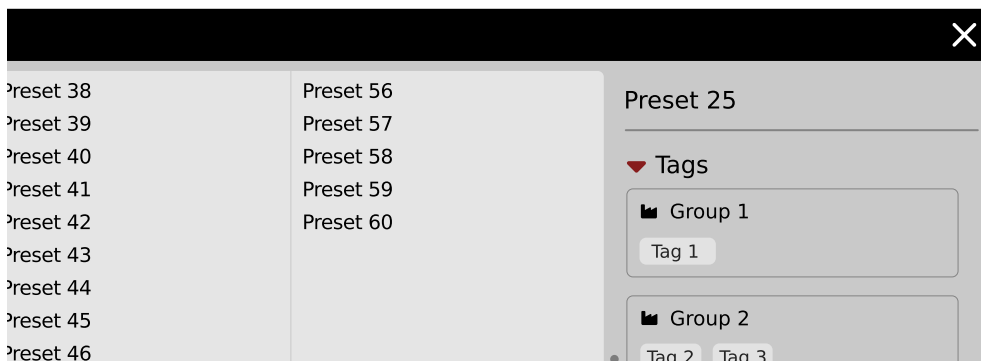 Preset 38
Preset 39
Preset 40
Preset 41
Preset 42
Preset 43
Preset 44
Preset 45
Preset 46
Preset 56
Preset 57
Preset 58
Preset 59
Preset 60
Preset 25
Tags
Group 1
Tag 1
Group 2
Tag 2 Tag 3